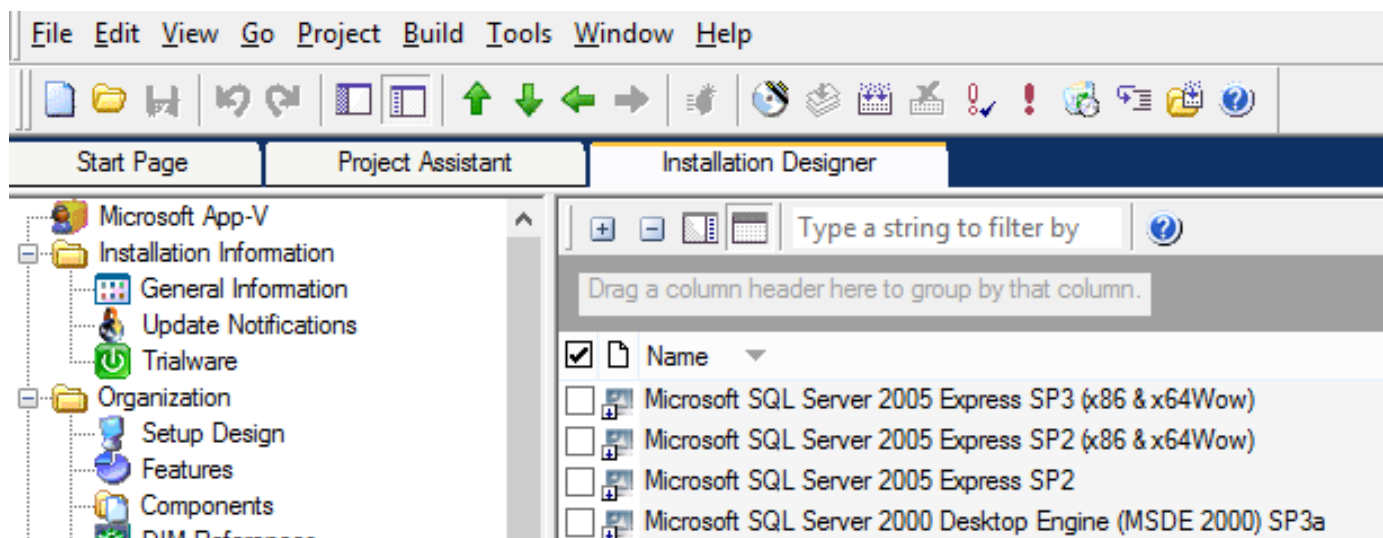 File Edit View Go Project Build Tools Window Help
Start Page Project Assistant Installation Designer
Microsoft App-V
Installation Information
General Information
Update Notifications
Trialware
Organization
Setup Design
Features
Components
DIM References
Type a string to filter by
Drag a column header here to group by that column.
Name
Microsoft SQL Server 2005 Express SP3 (x86 & x64Wow)
Microsoft SQL Server 2005 Express SP2 (x86 & x64Wow)
Microsoft SQL Server 2005 Express SP2
Microsoft SQL Server 2000 Desktop Engine (MSDE 2000) SP3a